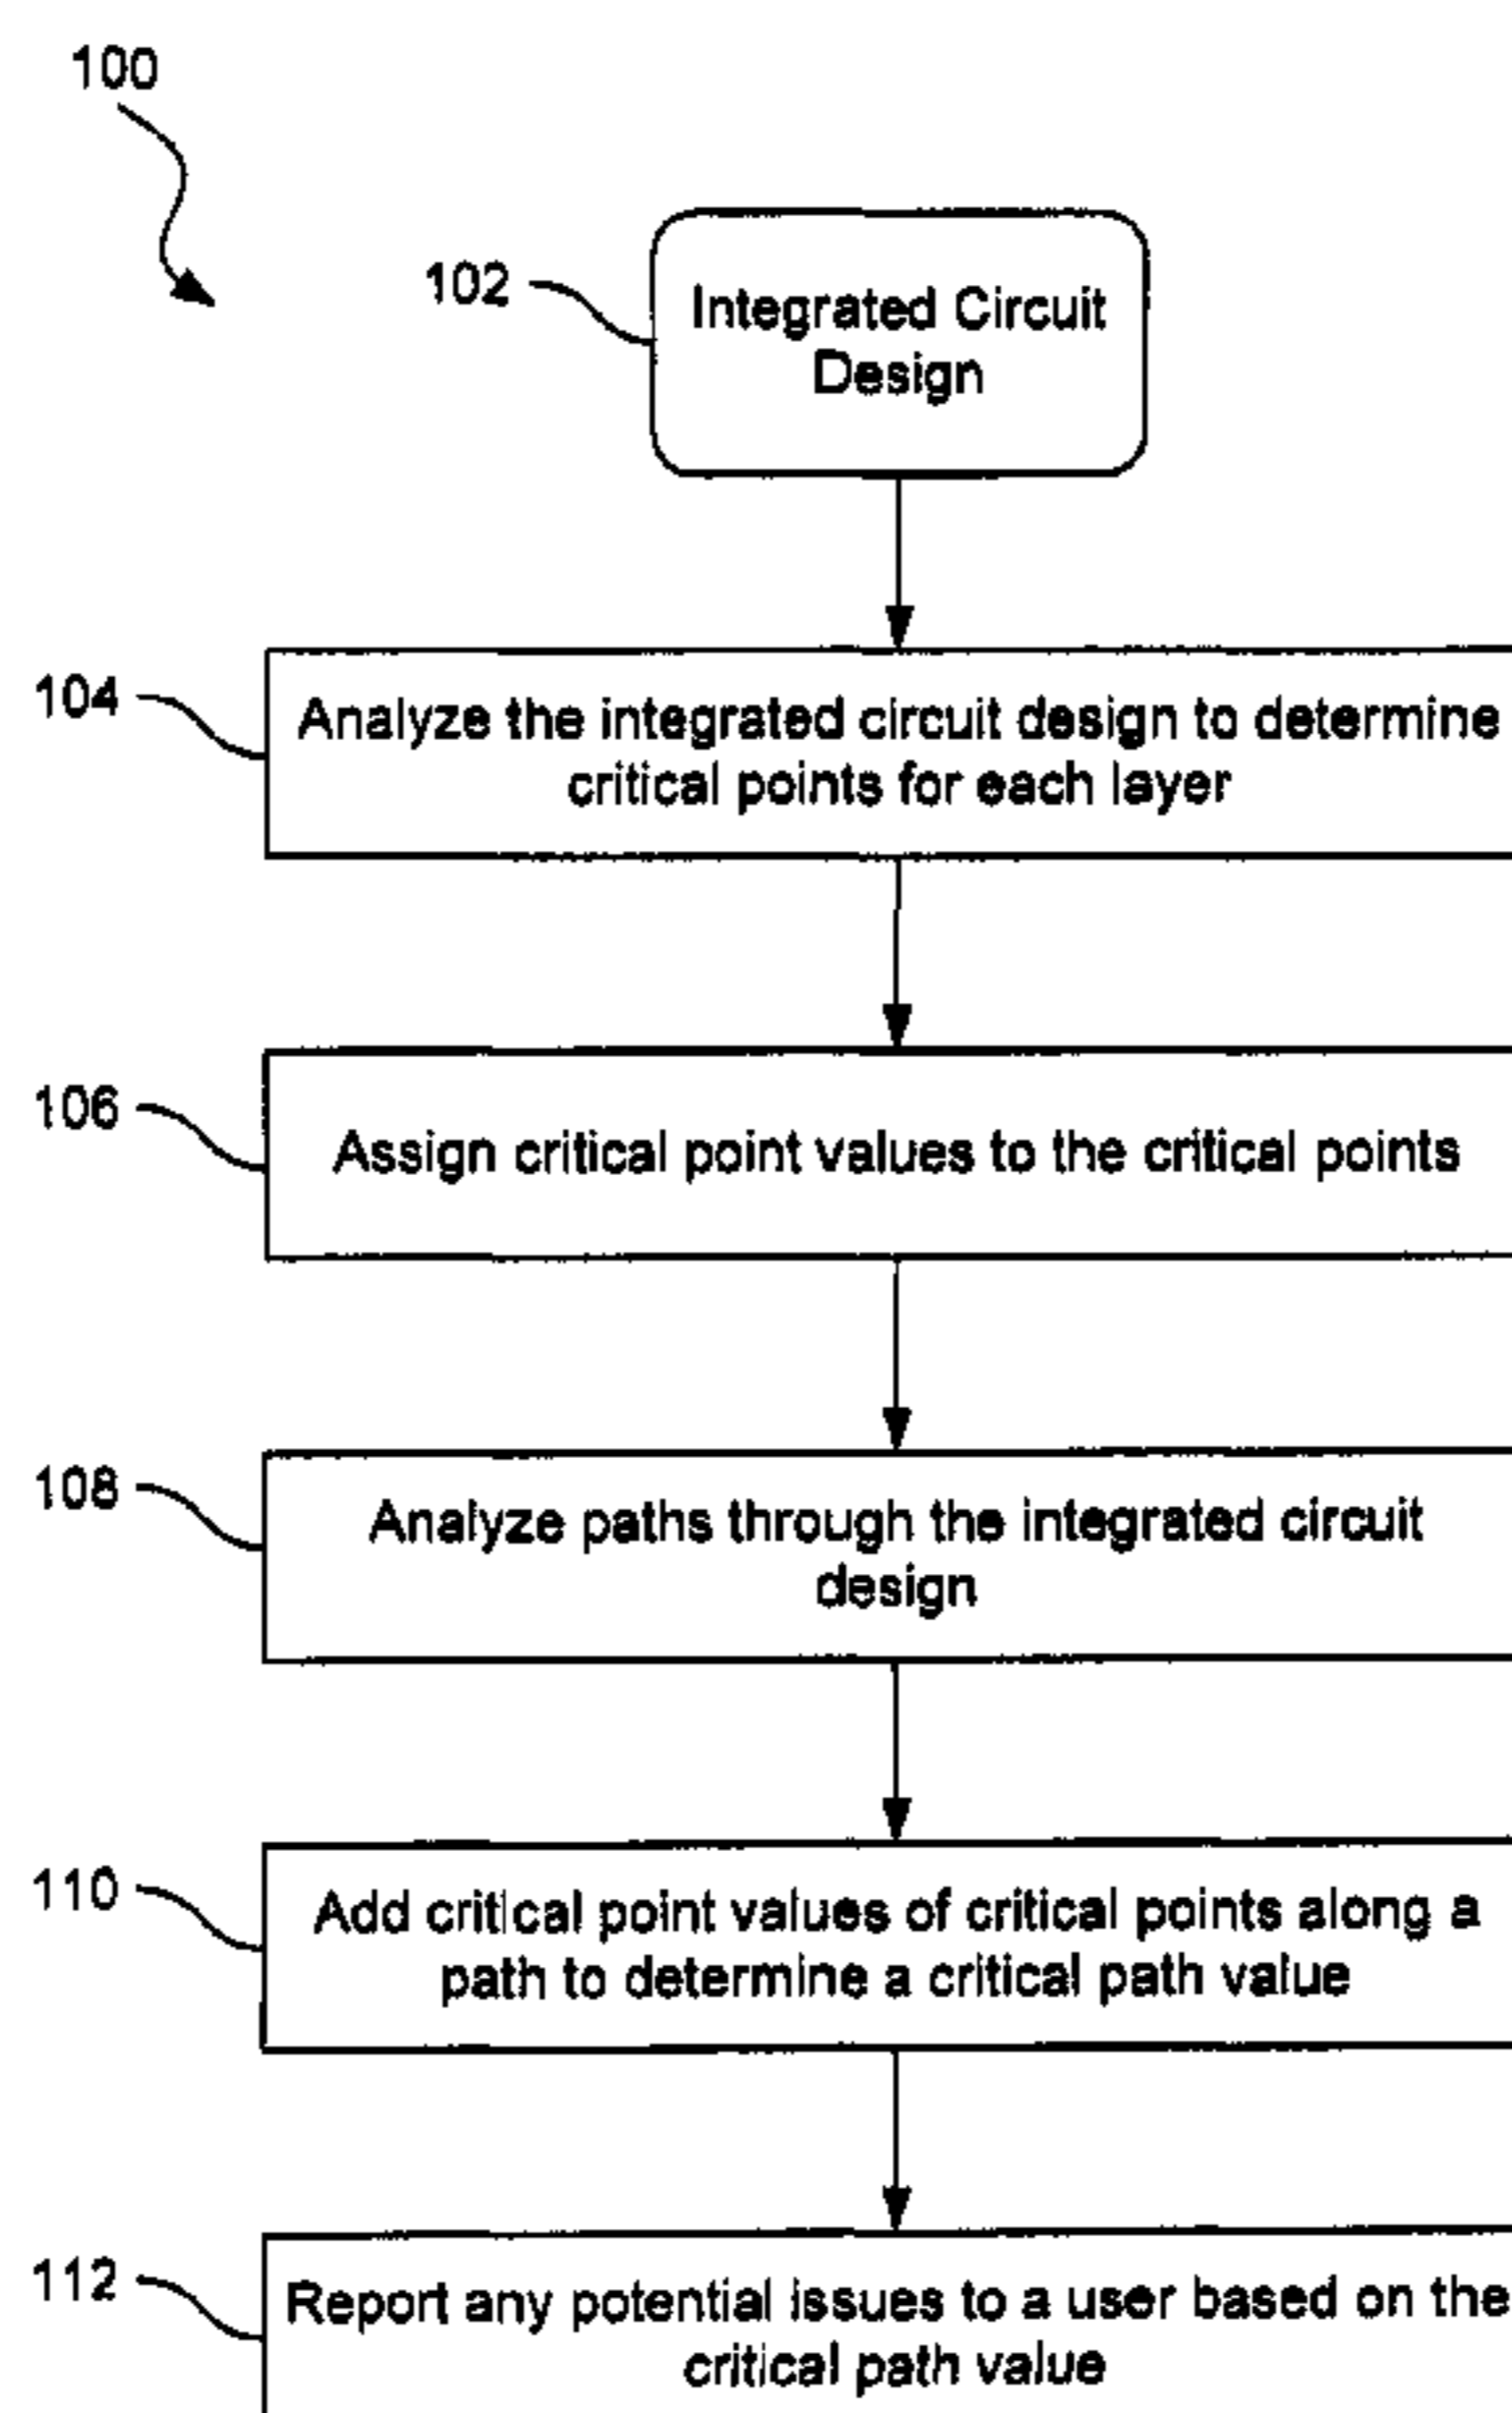 100
102
Integrated Circuit
Design
104
Analyze the integrated circuit design to determine
critical points for each layer
106
Assign critical point values to the critical points
108
Analyze paths through the integrated circuit
design
110
Add critical point values of critical points along a
path to determine a critical path value
112
Report any potential issues to a user based on the
critical path value